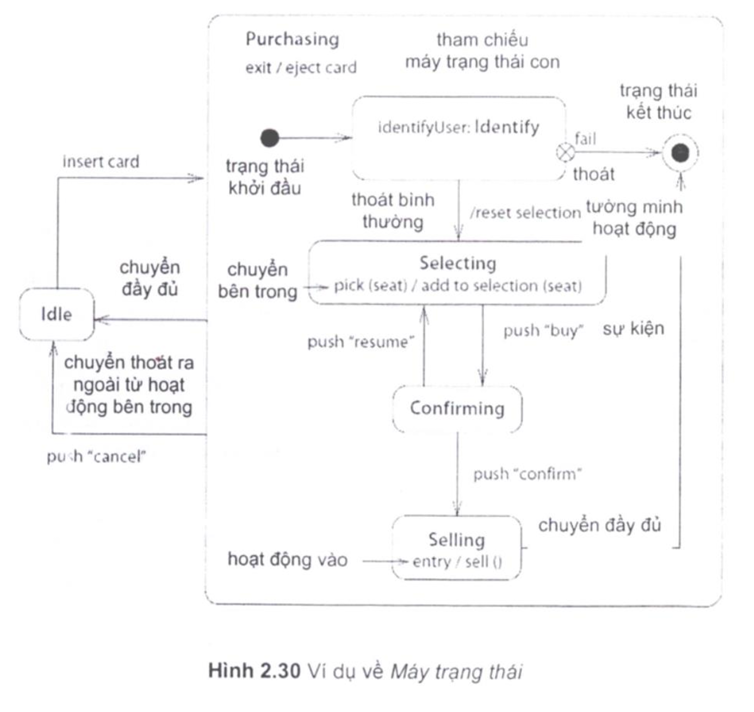 Purchasing
exit / eject card
tham chiếu
máy trạng thái con
trạng thái
kết thúc
identifyUser: Identify
fail
insert card
trạng thái
khởi đầu
thoát
thoát bình
thường
/reset selection
tường minh
hoạt động
chuyển
đầy đủ
chuyển
bên trong
Selecting
pick (seat) / add to selection (seat)
Idle
push "resume"
push "buy"
sự kiện
chuyển thoát ra
ngoài từ hoạt
động bên trong
Confirming
push "cancel"
push "confirm"
chuyển đầy đủ
Selling
hoạt động vào
entry / sell ()
Hình 2.30 Ví dụ về Máy trạng thái